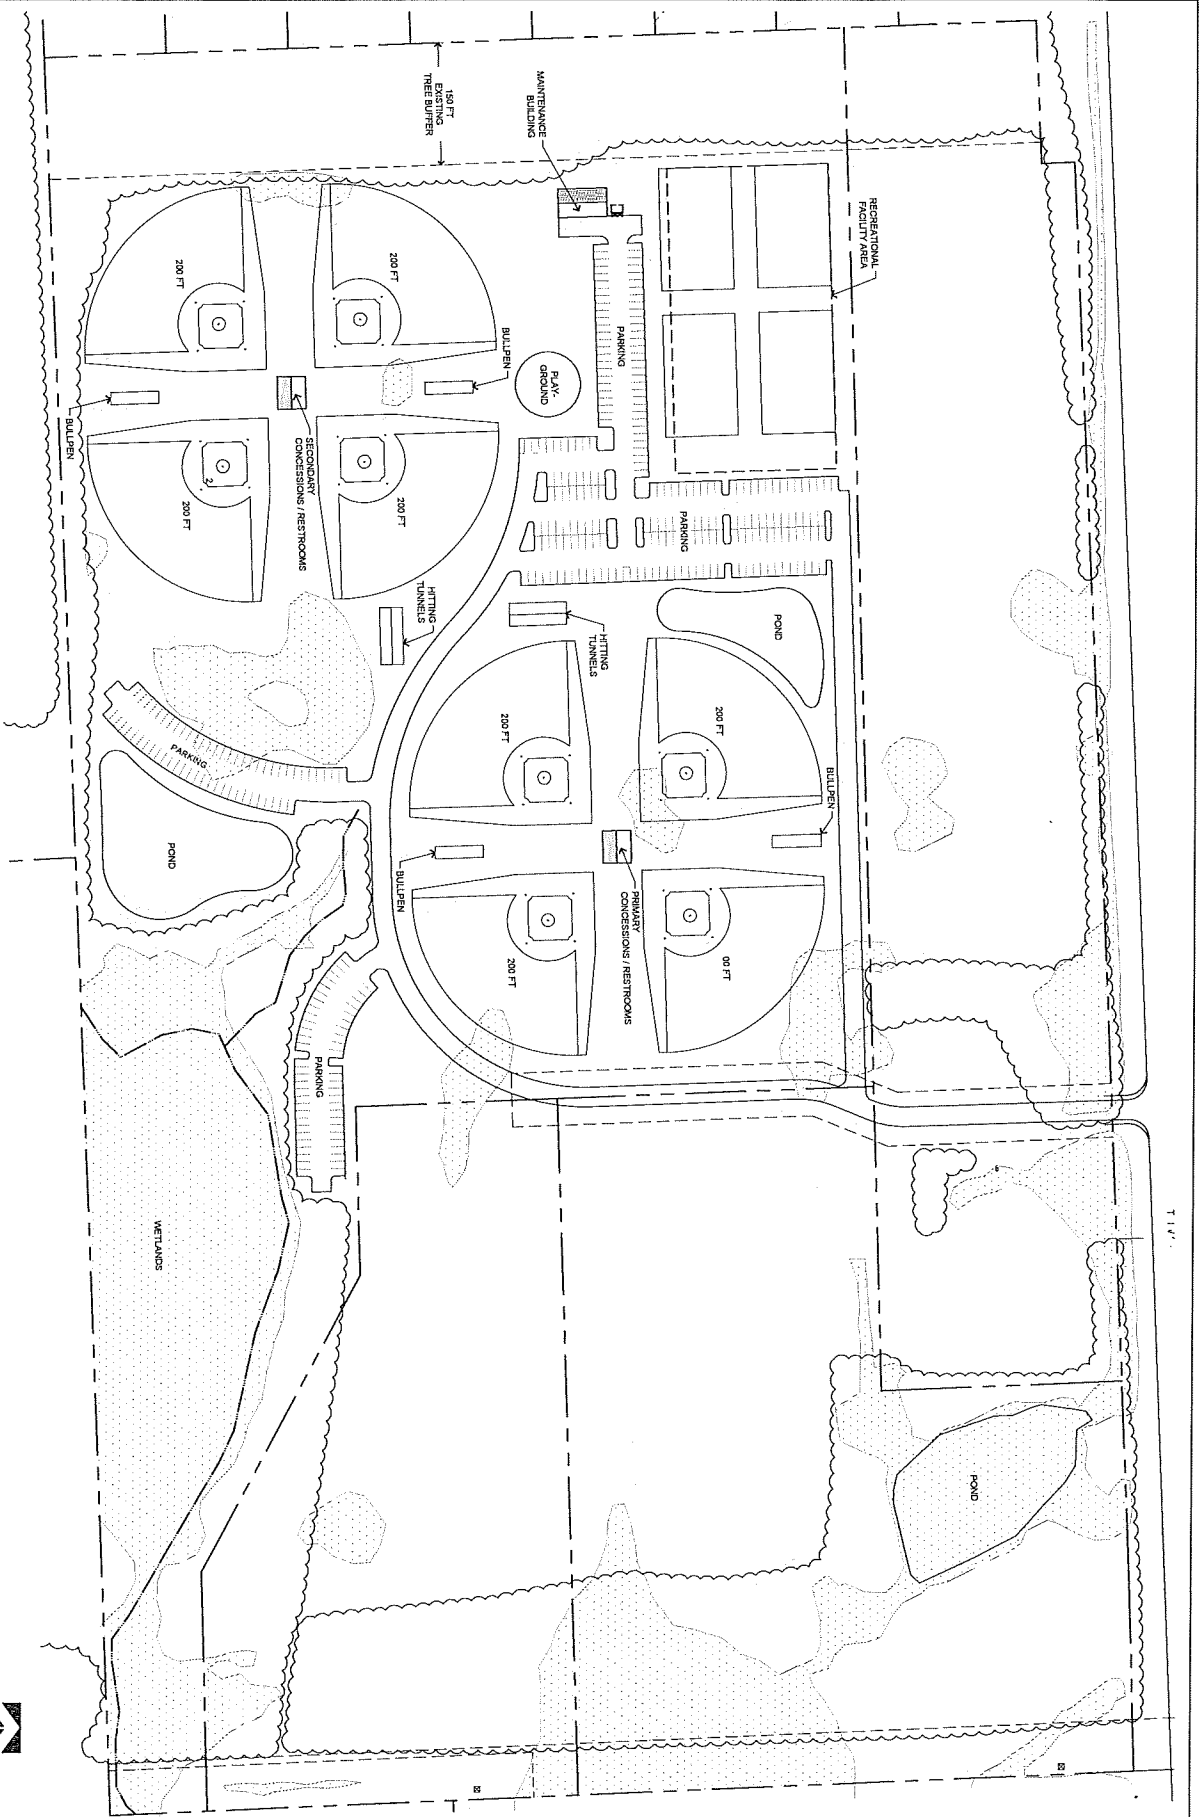 150 FT
EXISTING
TREE BUFFER
MAINTENANCE
BUILDING
RECREATIONAL
FACILITY AREA
200 FT
200 FT
BULLPEN
PARKING
PLAY-
GROUND
BULLPEN
SECONDARY
CONCESSIONS / RESTROOMS
200 FT
2
200 FT
PARKING
HITTING
TUNNELS
HITTING
TUNNELS
POND
200 FT
200 FT
PARKING
BULLPEN
POND
BULLPEN
PRIMARY
CONCESSIONS / RESTROOMS
200 FT
00 FT
PARKING
WETLANDS
POND